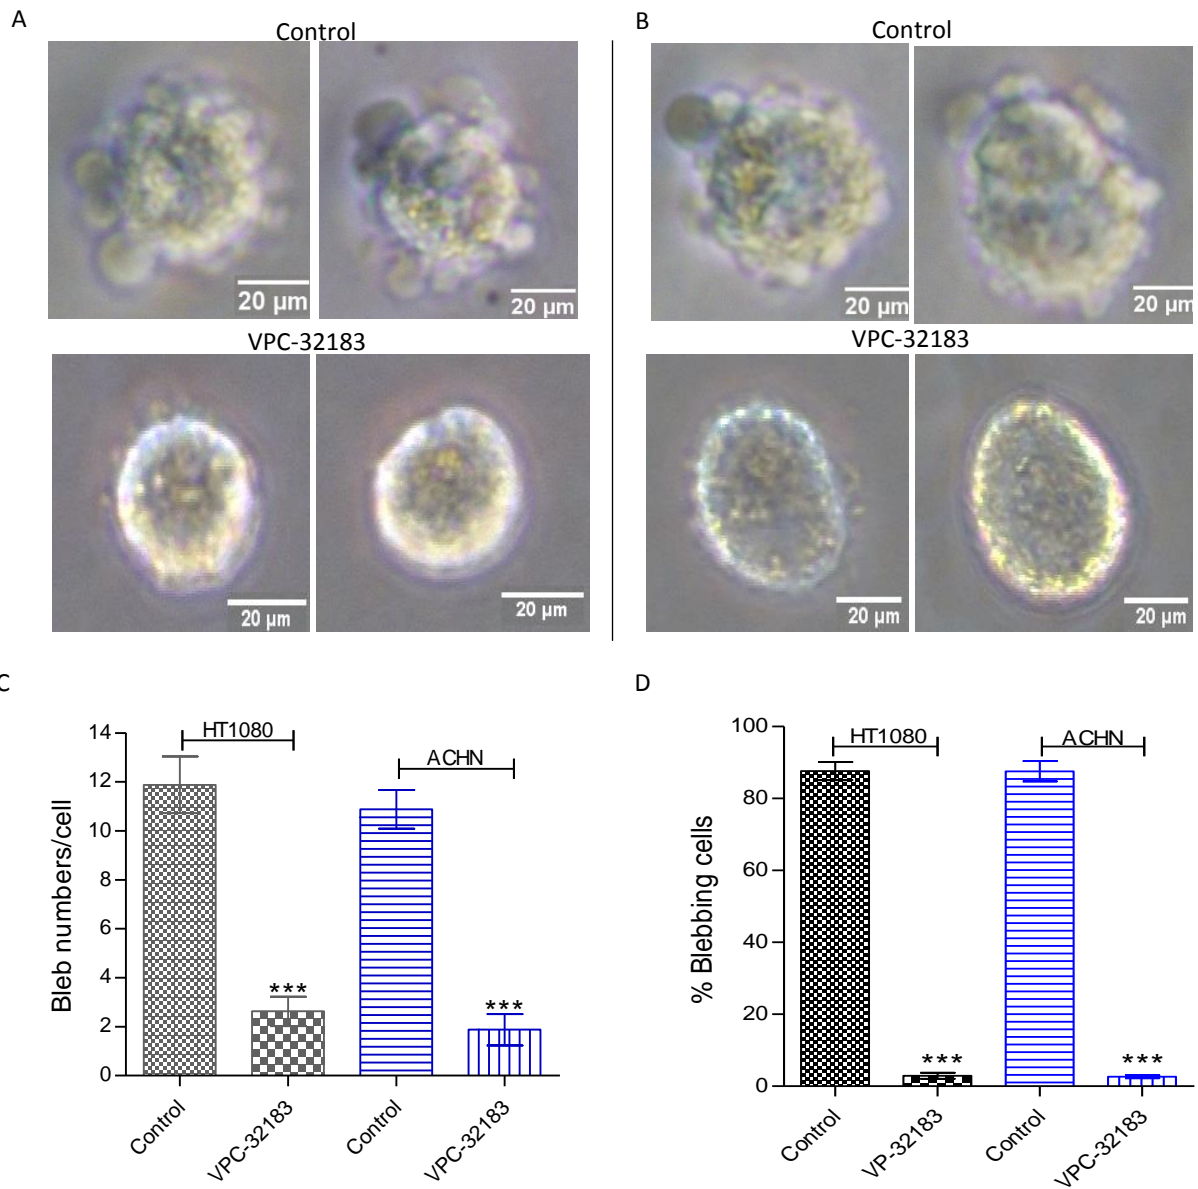 A
Control
20 µm
20 µm
VPC-32183
20 µm
20 µm
B
Control
20 µm
20 µm
VPC-32183
20 µm
20 µm
C
Bleb numbers/cell
14
12
10
8
6
4
2
0
HT1080
ACHN
***
***
Control
VPC-32183
Control
VPC-32183
D
% Blebbing cells
100
80
60
40
20
0
HT1080
ACHN
***
***
Control
VP-32183
Control
VPC-32183